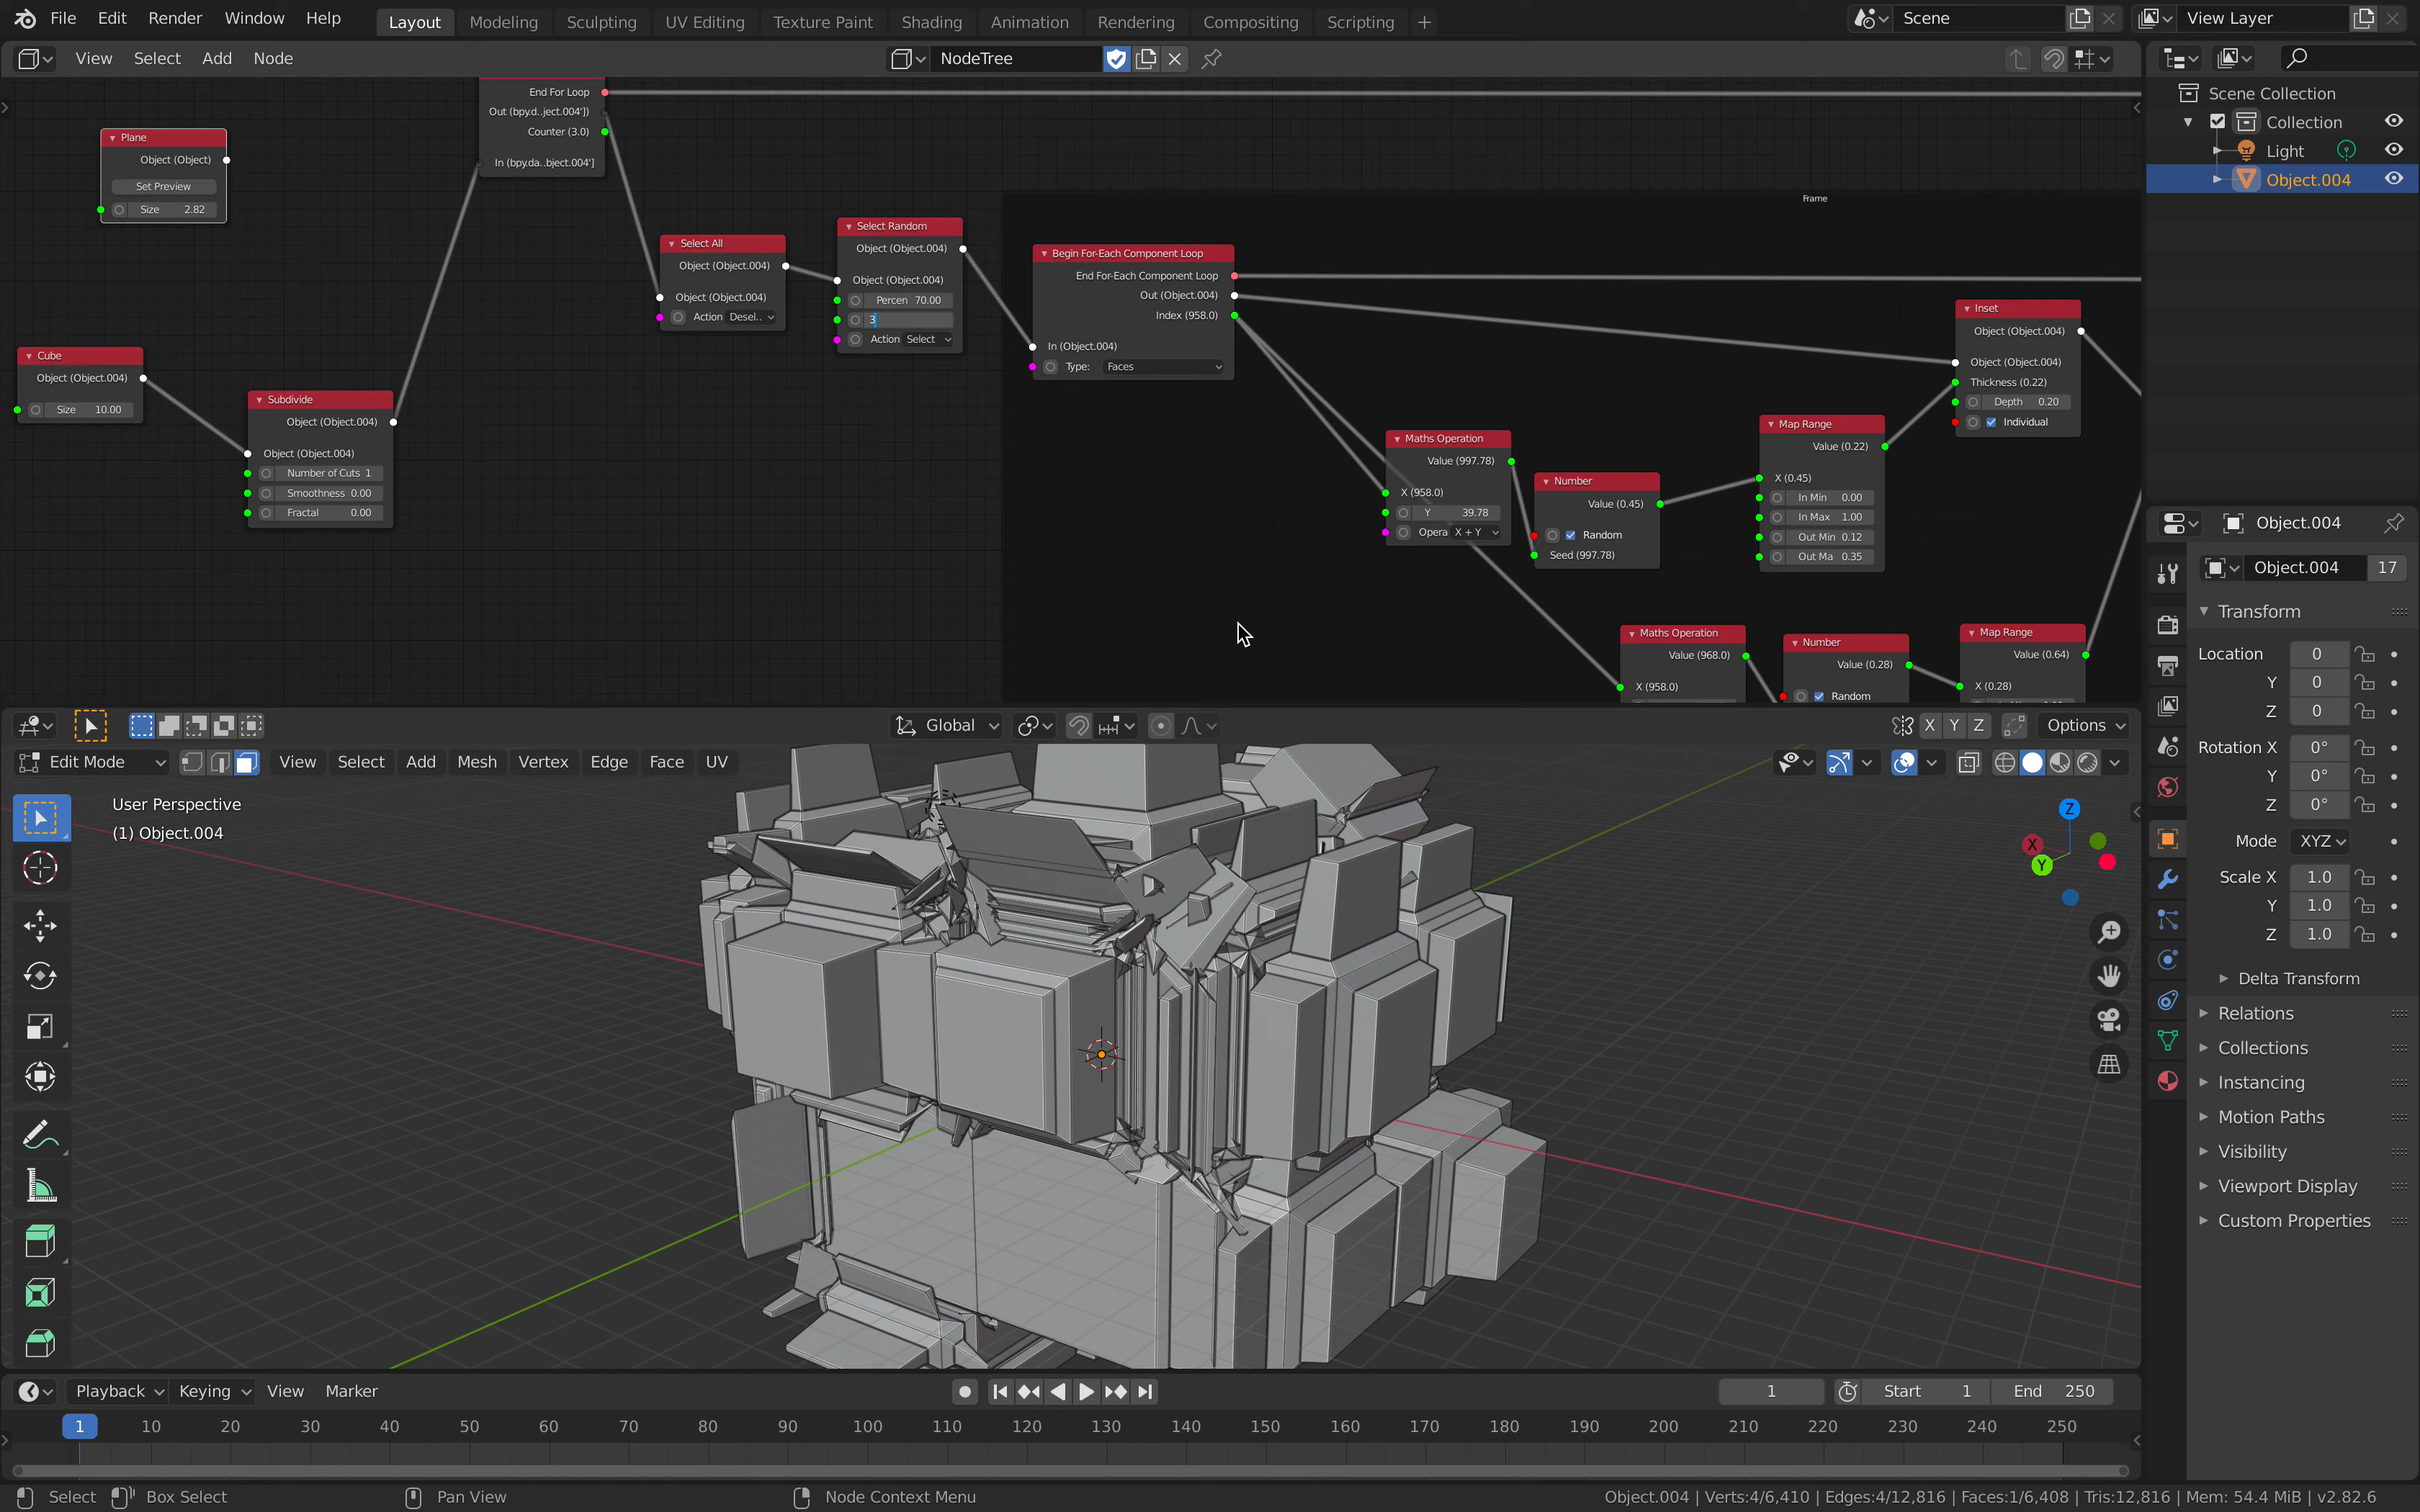 File Edit Render Window Help Layout Modeling Sculpting UV Editing Texture Paint Shading Animation Rendering Compositing Scripting + Scene View Layer
View Select Add Node NodeTree
End For Loop
Out (bpy.d..ject.004'])
Counter (3.0)
In (bpy.da..bject.004']
Plane
Object (Object)
Set Preview
Size 2.82
Cube
Object (Object.004)
Size 10.00
Subdivide
Object (Object.004)
Object (Object.004)
Number of Cuts 1
Smoothness 0.00
Fractal 0.00
Select All
Object (Object.004)
Object (Object.004)
Action Desel..
Select Random
Object (Object.004)
Object (Object.004)
Percen 70.00
3
Action Select
Frame
Begin For-Each Component Loop
End For-Each Component Loop
Out (Object.004)
Index (958.0)
In (Object.004)
Type: Faces
Maths Operation
Value (997.78)
X (958.0)
Y 39.78
Opera X + Y
Number
Value (0.45)
Random
Seed (997.78)
Map Range
Value (0.22)
X (0.45)
In Min 0.00
In Max 1.00
Out Min 0.12
Out Ma 0.35
Inset
Object (Object.004)
Object (Object.004)
Thickness (0.22)
Depth 0.20
Individual
Maths Operation
Value (968.0)
X (958.0)
Number
Value (0.28)
Random
Map Range
Value (0.64)
X (0.28)
Scene Collection
Collection
Light
Object.004
Object.004
Object.004 17
Transform
Location 0
Y 0
Z 0
Rotation X 0°
Y 0°
Z 0°
Mode XYZ
Scale X 1.0
Y 1.0
Z 1.0
Delta Transform
Relations
Collections
Instancing
Motion Paths
Visibility
Viewport Display
Custom Properties
Global X Y Z Options
Edit Mode View Select Add Mesh Vertex Edge Face UV
User Perspective
(1) Object.004
Z
X
Y
Playback Keying View Marker 1 Start 1 End 250
1 10 20 30 40 50 60 70 80 90 100 110 120 130 140 150 160 170 180 190 200 210 220 230 240 250
Select Box Select Pan View Node Context Menu Object.004 | Verts:4/6,410 | Edges:4/12,816 | Faces:1/6,408 | Tris:12,816 | Mem: 54.4 MiB | v2.82.6